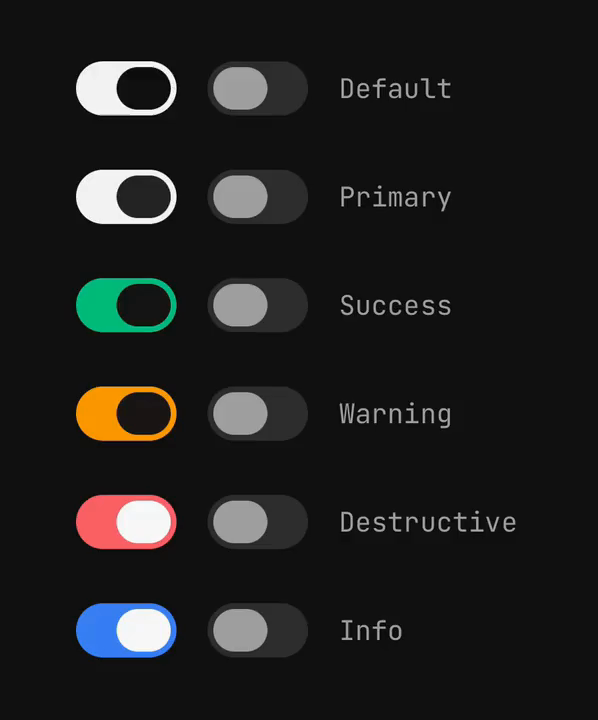 Default
Primary
Success
Warning
Destructive
Info